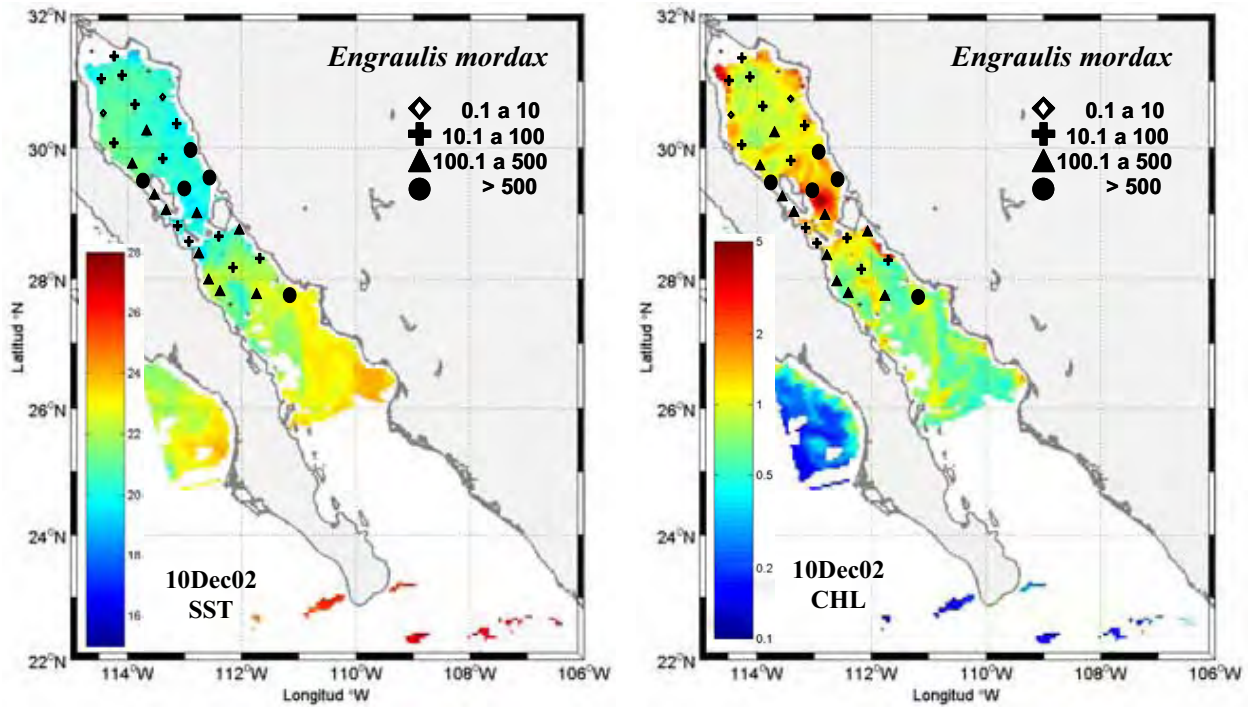 32°N
30°N
28°N
26°N
24°N
22°N
Latitud °N
114°W
112°W
110°W
108°W
106°W
Longitud °W
Engraulis mordax
0.1 a 10
10.1 a 100
100.1 a 500
> 500
28
26
24
22
20
18
16
10Dec02
SST
32°N
30°N
28°N
26°N
24°N
22°N
Latitud °N
114°W
112°W
110°W
108°W
106°W
Longitud °W
Engraulis mordax
0.1 a 10
10.1 a 100
100.1 a 500
> 500
5
2
1
0.5
0.2
0.1
10Dec02
CHL